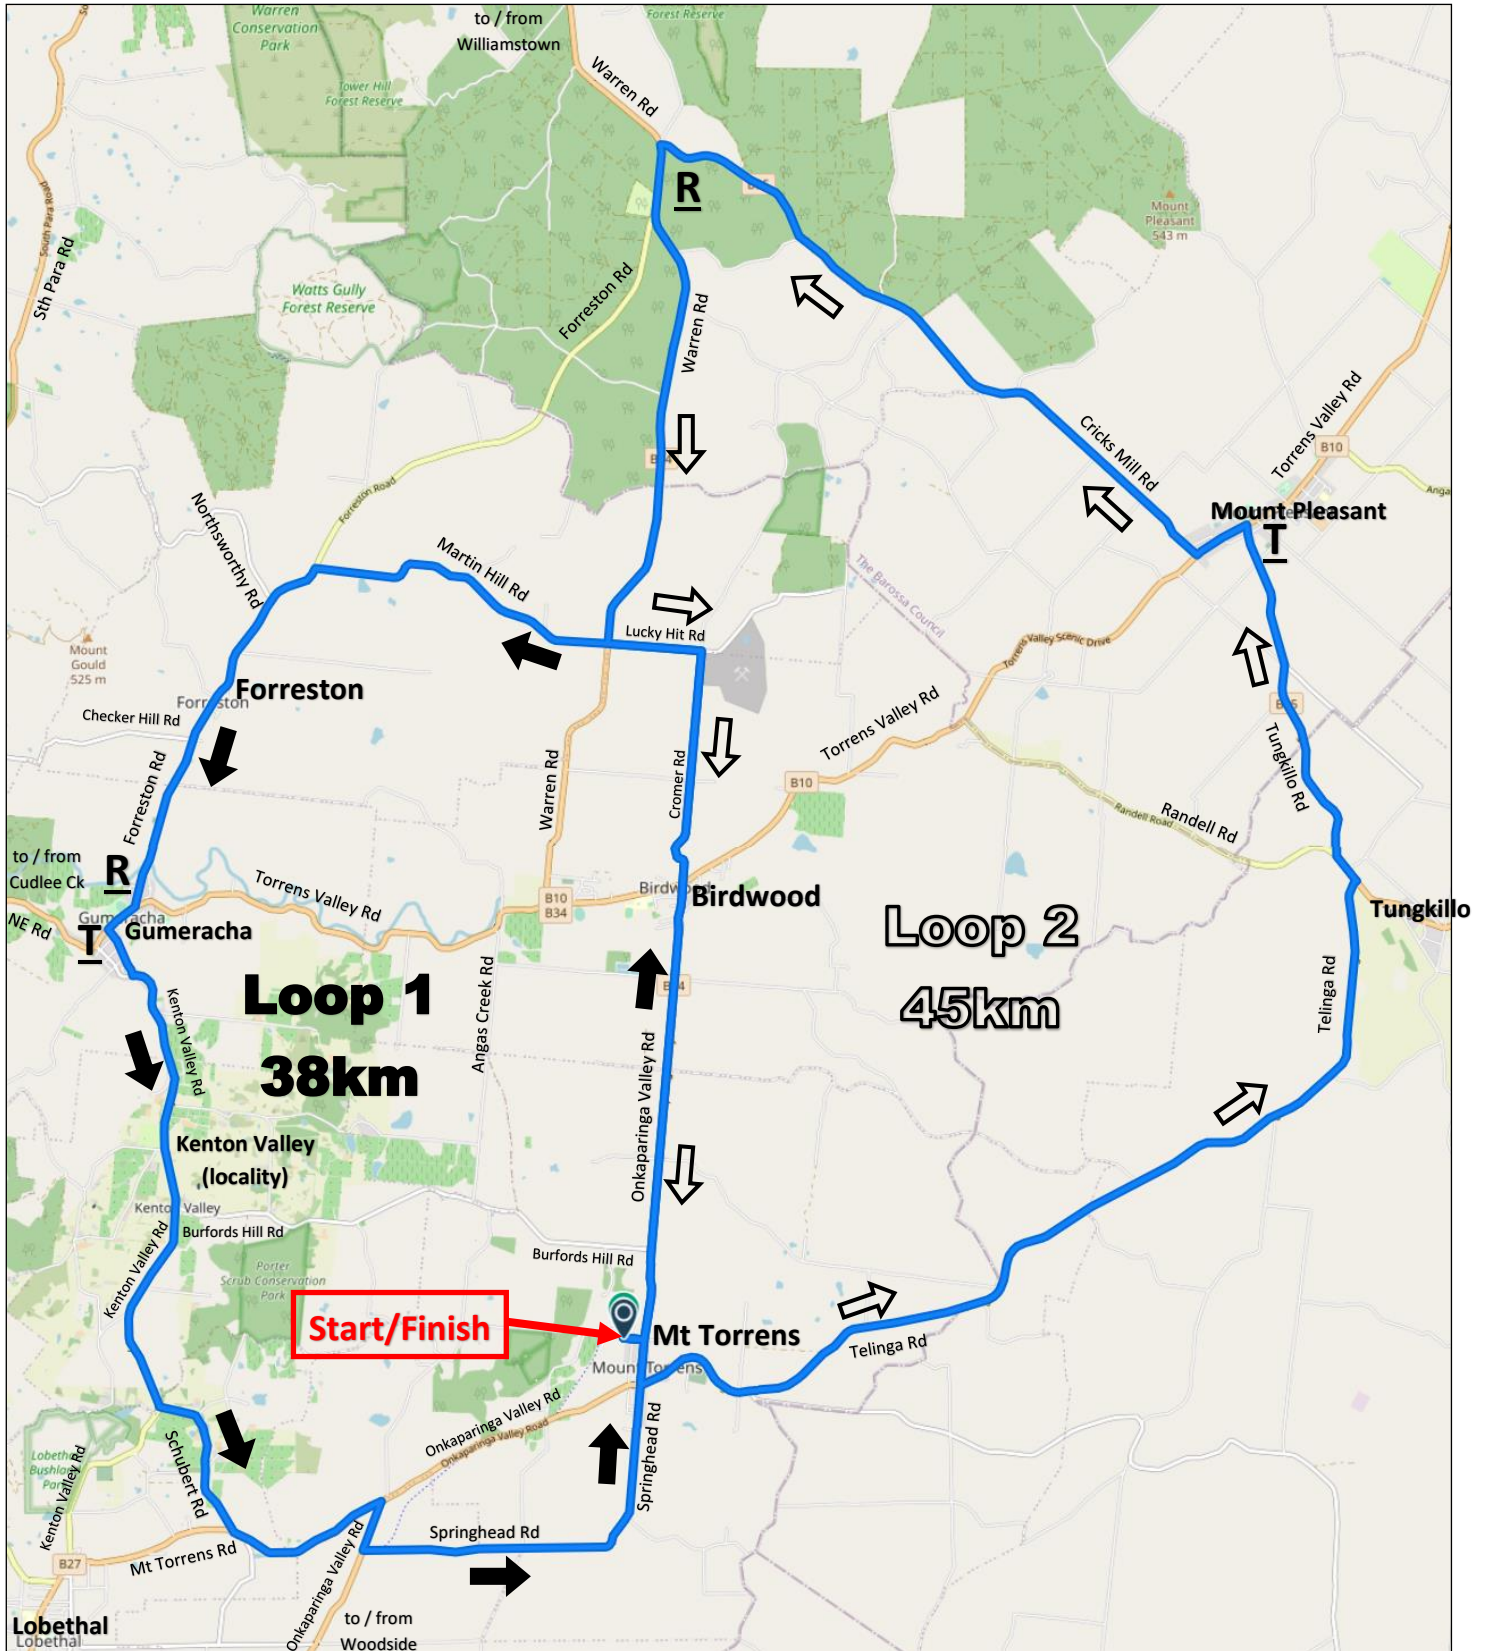 Warren
Conservation
Park
to / from
Williamstown
Forest Reserve
Tower Hill
Forest Reserve
Warren Rd
South Para Road
Sth Para Rd
R
Mount
Pleasant
543 m
Watts Gully
Forest Reserve
Forreston Rd
Warren Rd
Torrens Valley Rd
B10
Cricks Mill Rd
Forreston Road
Northsworthy Rd
Mount Pleasant
T
Martin Hill Rd
The Barossa Council
Lucky Hit Rd
Torrens Valley Scenic Drive
Mount
Gould
525 m
Forreston
Checker Hill Rd
Torrens Valley Rd
Tungkillo Rd
Forreston Rd
Warren Rd
Cromer Rd
B10
Randell Road
Randell Rd
to / from
Cudlee Ck
R
Torrens Valley Rd
B10
B34
Birdwood
NE Rd
T
Gumeracha
Loop 2
45km
Tungkillo
Loop 1
38km
Kenton Valley Rd
Angas Creek Rd
Onkaparinga Valley Rd
Telinga Rd
Kenton Valley
(locality)
Kenton Valley
Burfords Hill Rd
Kenton Valley Rd
Burfords Hill Rd
Porter
Scrub Conservation
Park
Start/Finish
Mt Torrens
Mount Torrens
Telinga Rd
Onkaparinga Valley Rd
Onkaparinga Valley Road
Springhead Rd
Schubert Rd
Lobethal
Bushland
Park
Kenton Valley Rd
Springhead Rd
Mt Torrens Rd
B27
Onkaparinga Valley Rd
to / from
Woodside
Lobethal
Lobethal